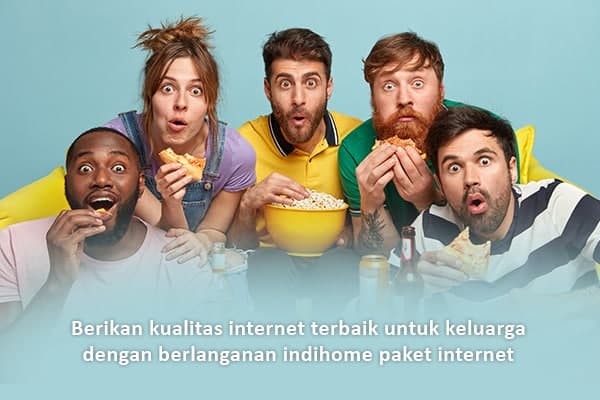 Berikan kualitas internet terbaik untuk keluarga
dengan berlanganan indihome paket internet